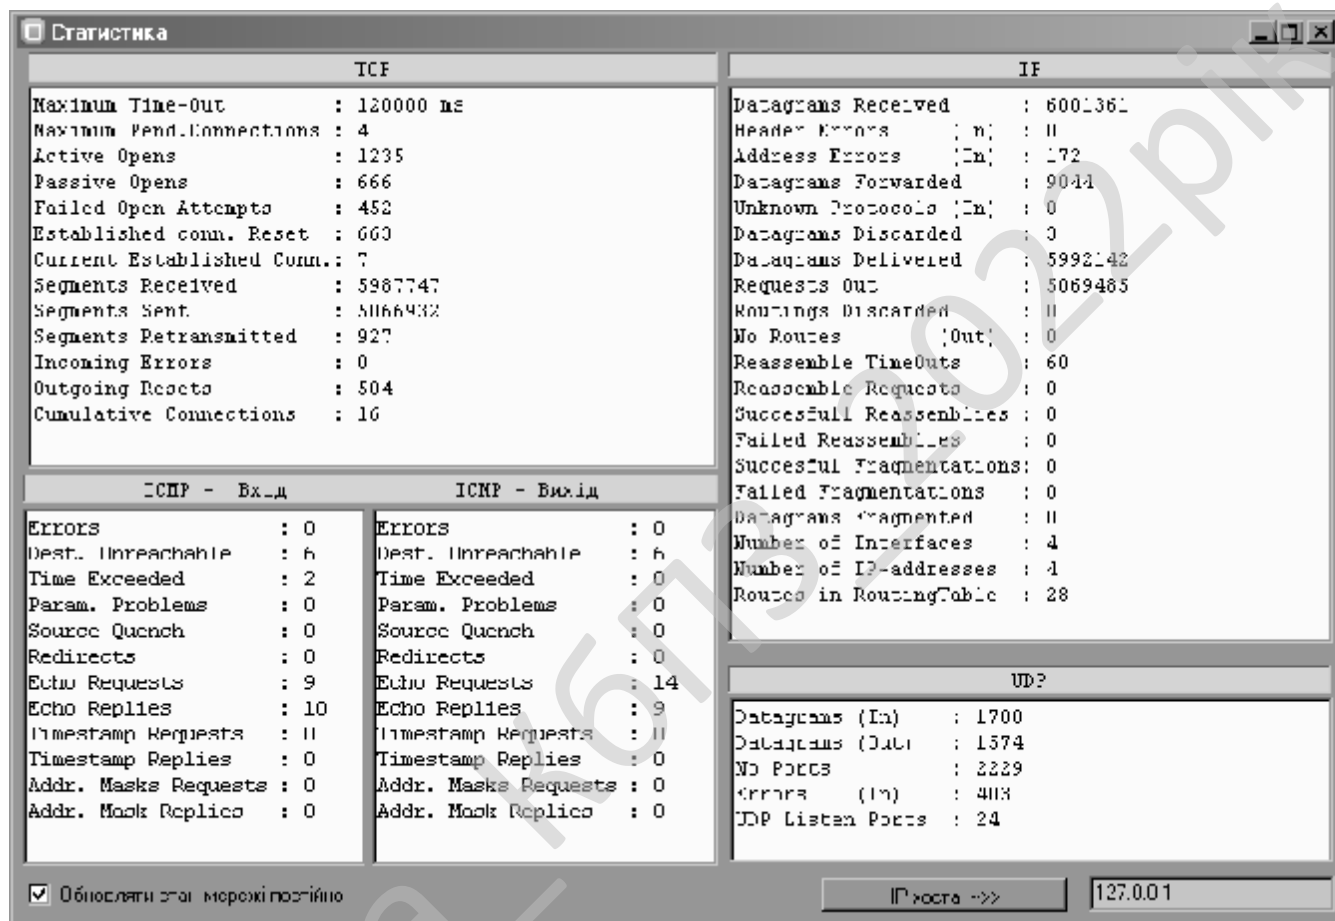 Статистика
TCP
Maximum Time-Out : 120000 ms
Maximum Pend.Connections : 4
Active Opens : 1235
Passive Opens : 666
Failed Open Attempts : 452
Established conn. Reset :
Current Established Conn.: 7
Segments Received : 5987747
Segments Sent : 5066932
Segments Retransmitted : 927
Incoming Errors : 0
Outgoing Resets : 504
Cumulative Connections : 16
ICMP - Вхід
Errors : 0
Dest. Unreachable : 6
Time Exceeded : 2
Param. Problems : 0
Source Quench : 0
Redirects : 0
Echo Requests : 9
Echo Replies : 10
Timestamp Requests : 0
Timestamp Replies : 0
Addr. Masks Requests : 0
Addr. Mask Replies : 0
ICMP - Вихід
Errors : 0
Dest. Unreachable : 6
Time Exceeded : 0
Param. Problems : 0
Source Quench : 0
Redirects : 0
Echo Requests : 14
Echo Replies : 9
Timestamp Requests : 0
Timestamp Replies : 0
Addr. Masks Requests : 0
Addr. Mask Replies : 0
IP
Datagrams Received : 6001361
Header Errors (In) : 0
Address Errors (In) : 172
Datagrams Forwarded : 9044
Unknown Protocols (In) : 0
Datagrams Discarded : 0
Datagrams Delivered : 5992142
Requests Out : 5069485
Routings Discarded : 0
No Routes (Out) : 0
Reassemble TimeOuts : 60
Reassemble Requests : 0
Succesfull Reassemblies : 0
Failed Reassemblies : 0
Succesful Fragmentations: 0
Failed Fragmentations : 0
Datagrams Fragmented : 0
Number of Interfaces : 4
Number of IP-addresses : 4
Routes in RoutingTable : 28
UDP
Datagrams (In) : 1700
Datagrams (Out) : 1574
No Ports : 2229
Errors (In) : 403
UDP Listen Ports : 24
Обновляти стан мережі постійно
IP хоста -->>
127.0.0.1
КбПЗ_2022рік